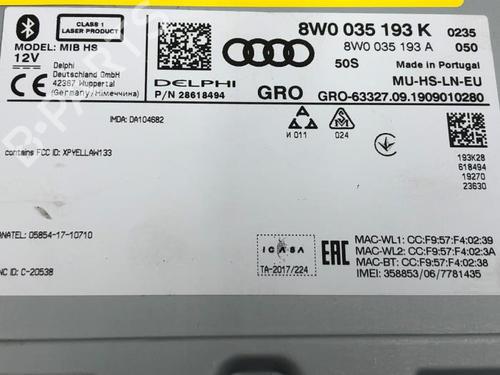 CLASS 1
LASER PRODUCT
MODEL: MIB HS
12V
Delphi
Deutschland GmbH
42367 Wuppertal
(Germany/Німеччина)
DELPHI
P/N 28618494
GRO
8W0 035 193 K 0235
8W0 035 193 A 050
50S Made in Portugal
MU-HS-LN-EU
GRO-63327.09.1909010280
IMDA: DA104682
И 011
024
contains FCC ID: XPYELLAW133
193K28
618494
19270
23630
ANATEL: 05854-17-10710
NC ID: C-20538
ICASA
TA-2017/224
EAC
MAC-WL1: CC:F9:57:F4:02:39
MAC-WL2: CC:F9:57:F4:02:3A
MAC-BT: CC:F9:57:F4:02:38
IMEI: 358853/06/7781435
B-PARTS